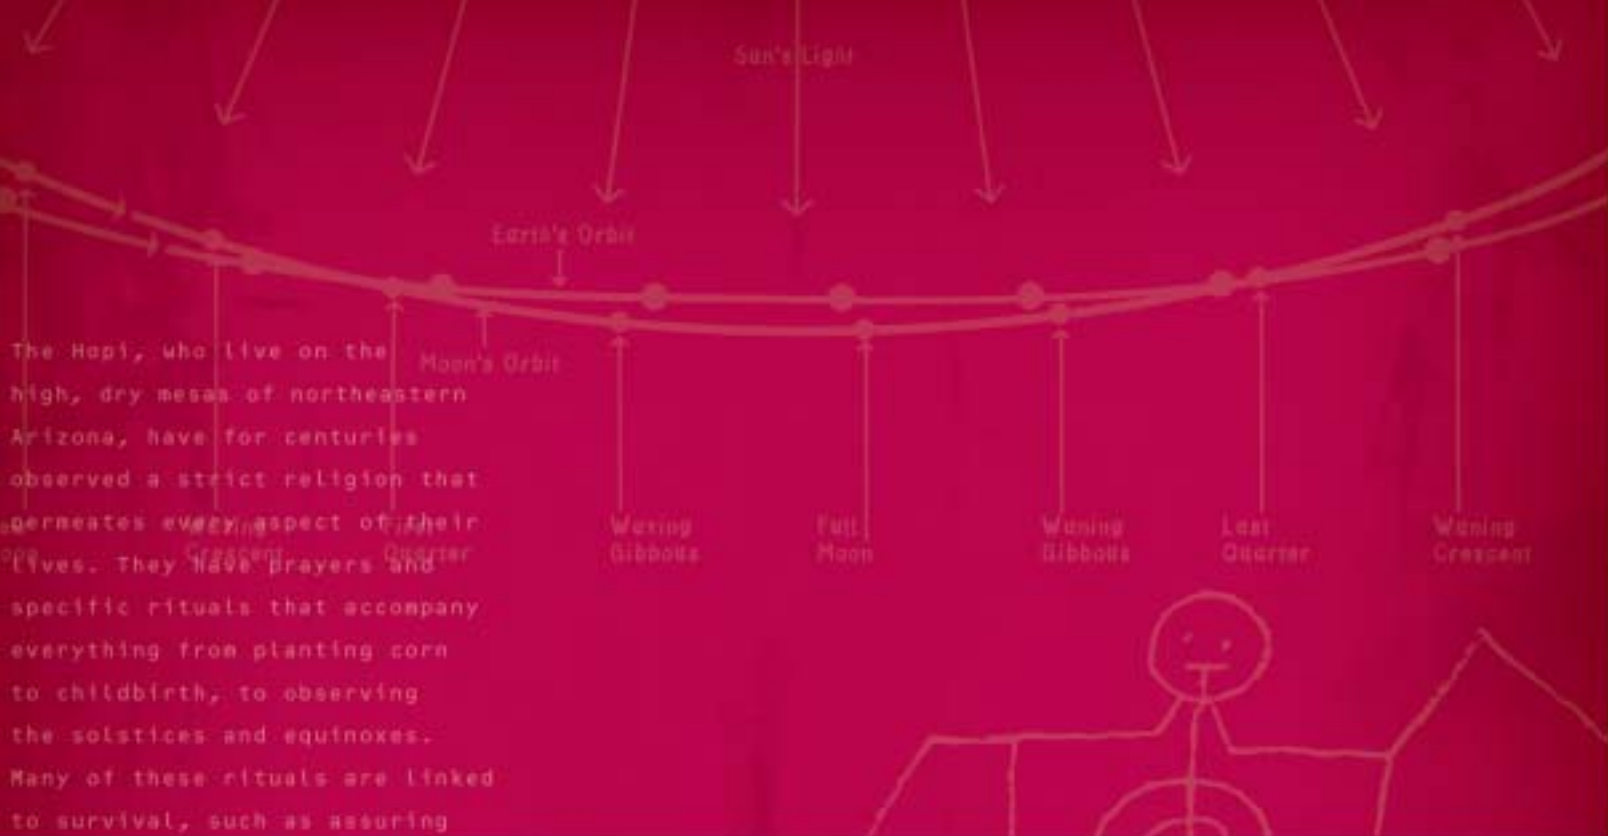 Sun's Light
Earth's Orbit
Moon's Orbit
The Hopi, who live on the
high, dry mesas of northeastern
Arizona, have for centuries
observed a strict religion that
permeates every aspect of their
lives. They have prayers and
specific rituals that accompany
everything from planting corn
to childbirth, to observing
the solstices and equinoxes.
Many of these rituals are linked
to survival, such as assuring
Crescent
First
Quarter
Waxing
Gibbous
Full
Moon
Waning
Gibbous
Last
Quarter
Waning
Crescent